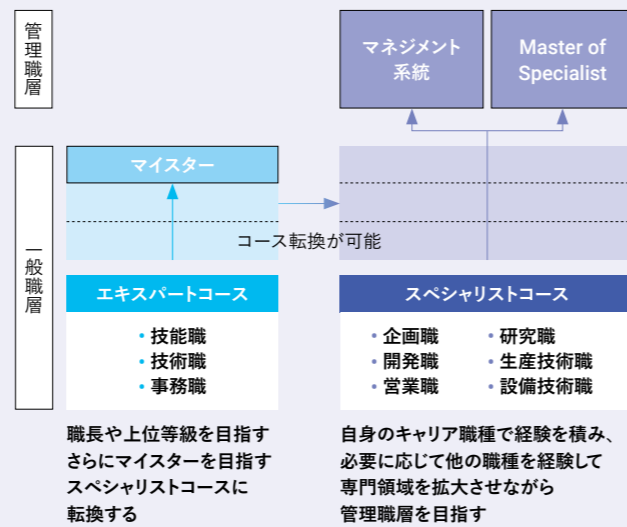 管理職層
マネジメント
系統
Master of
Specialist
一般職層
マイスター
コース転換が可能
エキスパートコース
・技能職
・技術職
・事務職
職長や上位等級を目指す
さらにマイスターを目指す
スペシャリストコースに
転換する
スペシャリストコース
・企画職
・開発職
・営業職
・研究職
・生産技術職
・設備技術職
自身のキャリア職種で経験を積み、
必要に応じて他の職種を経験して
専門領域を拡大させながら
管理職層を目指す